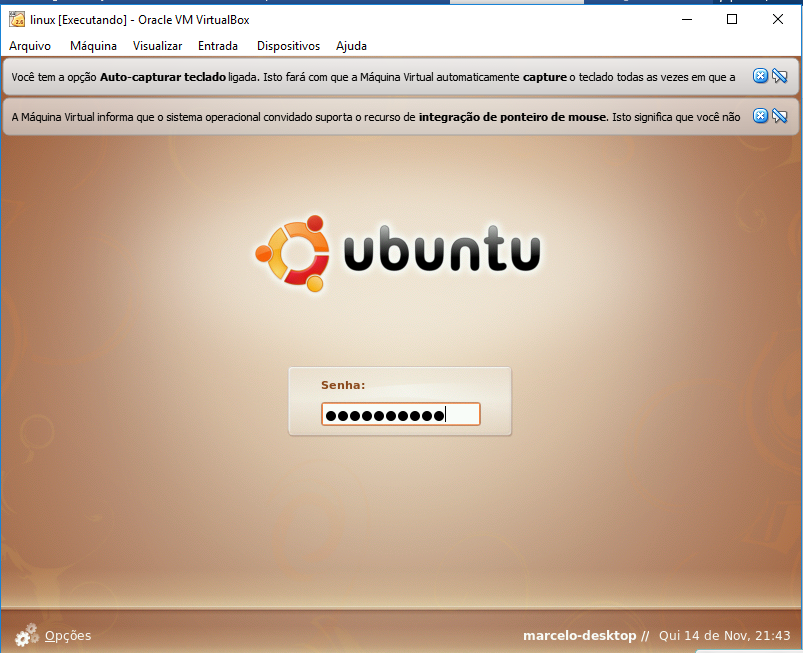 linux [Executando] - Oracle VM VirtualBox
Arquivo Máquina Visualizar Entrada Dispositivos Ajuda
Você tem a opção Auto-capturar teclado ligada. Isto fará com que a Máquina Virtual automaticamente capture o teclado todas as vezes em que a
A Máquina Virtual informa que o sistema operacional convidado suporta o recurso de integração de ponteiro de mouse. Isto significa que você não
ubuntu
Senha:
●●●●●●●●●●
Opções
marcelo-desktop // Qui 14 de Nov, 21:43